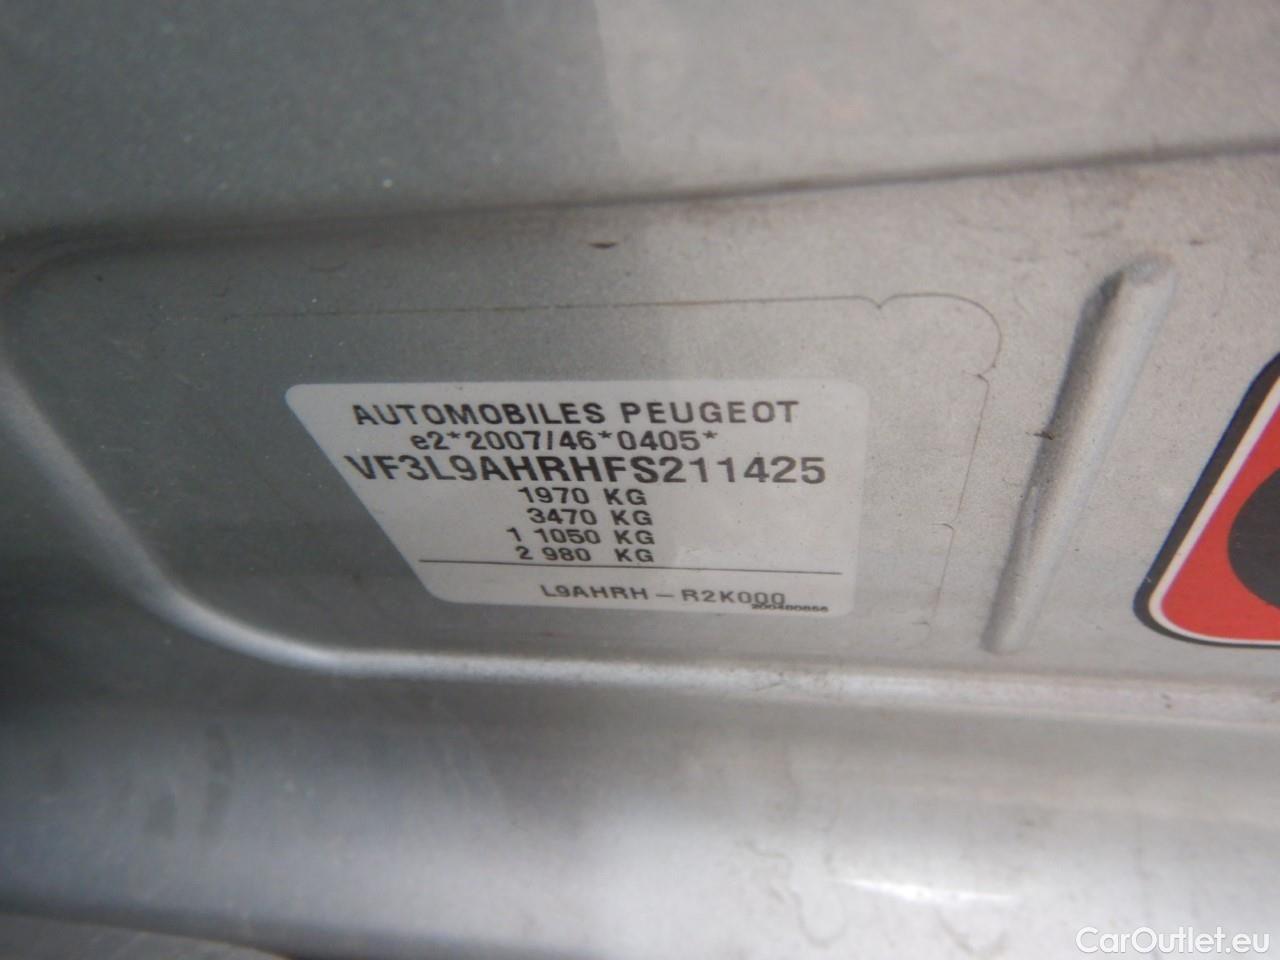 AUTOMOBILES PEUGEOT
e2*2007/46*0405*
VF3L9AHRHFS211425
1970 KG
3470 KG
1 1050 KG
2 980 KG
L9AHRH - R2K000
CarOutlet.eu